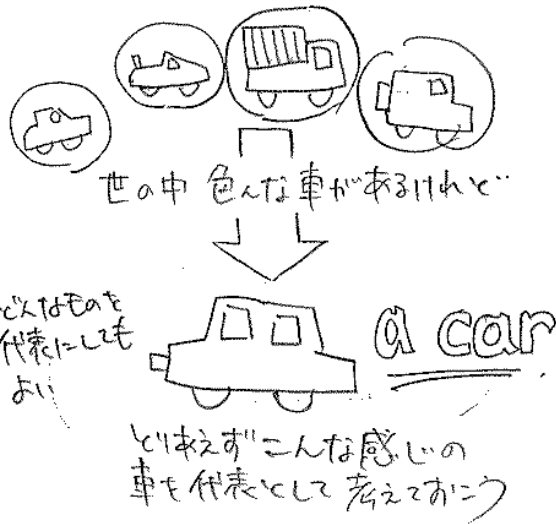 世の中 色んな車があるけれど
どんなものを
代表にしても
よい
a car
とりあえず こんな感じの
車を代表として 考えておこう